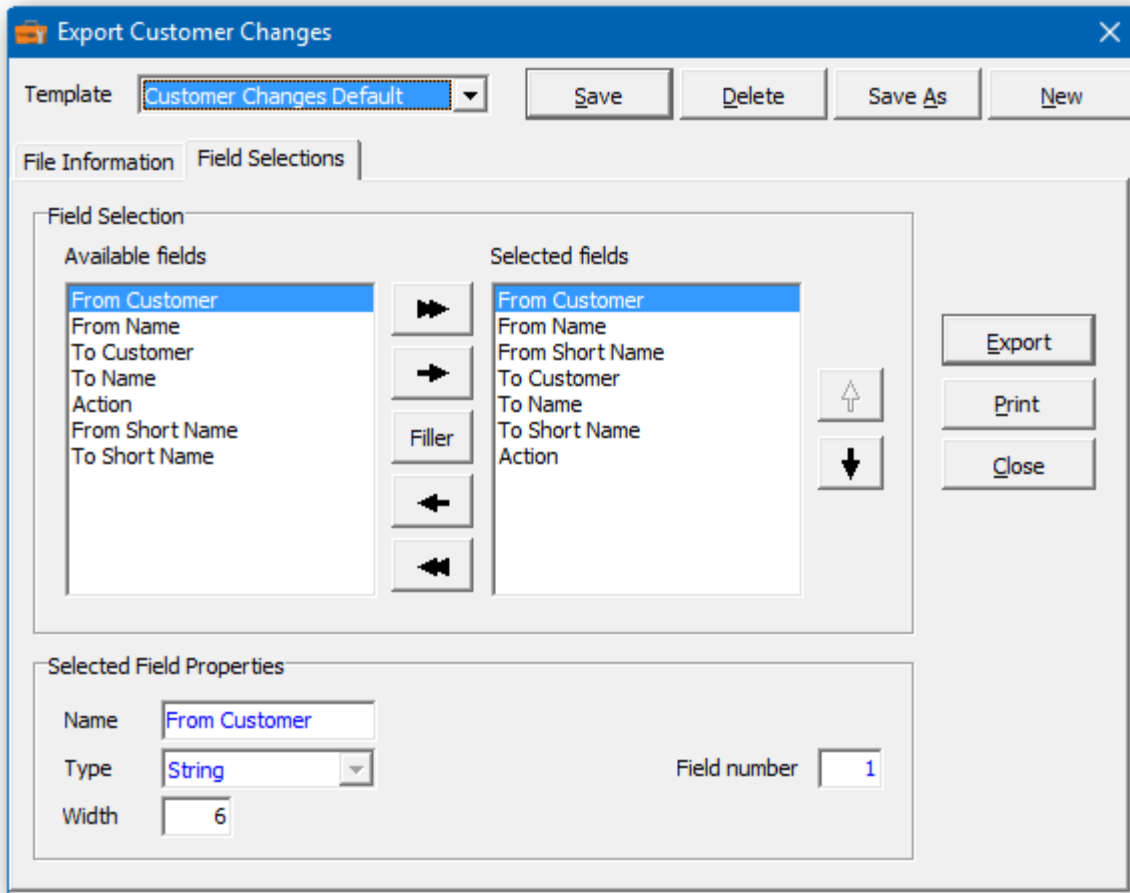 Export Customer Changes
Template Customer Changes Default Save Delete Save As New
File Information Field Selections
Field Selection
Available fields Selected fields
From Customer
From Name
To Customer
To Name
Action
From Short Name
To Short Name
Filler
From Customer
From Name
From Short Name
To Customer
To Name
To Short Name
Action
Export
Print
Close
Selected Field Properties
Name From Customer
Type String Field number 1
Width 6